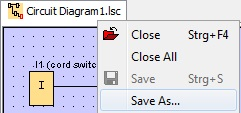 Circuit Diagram1.lsc
Close Strg+F4
Close All
Save Strg+S
Save As...
I1 (cord switc
I